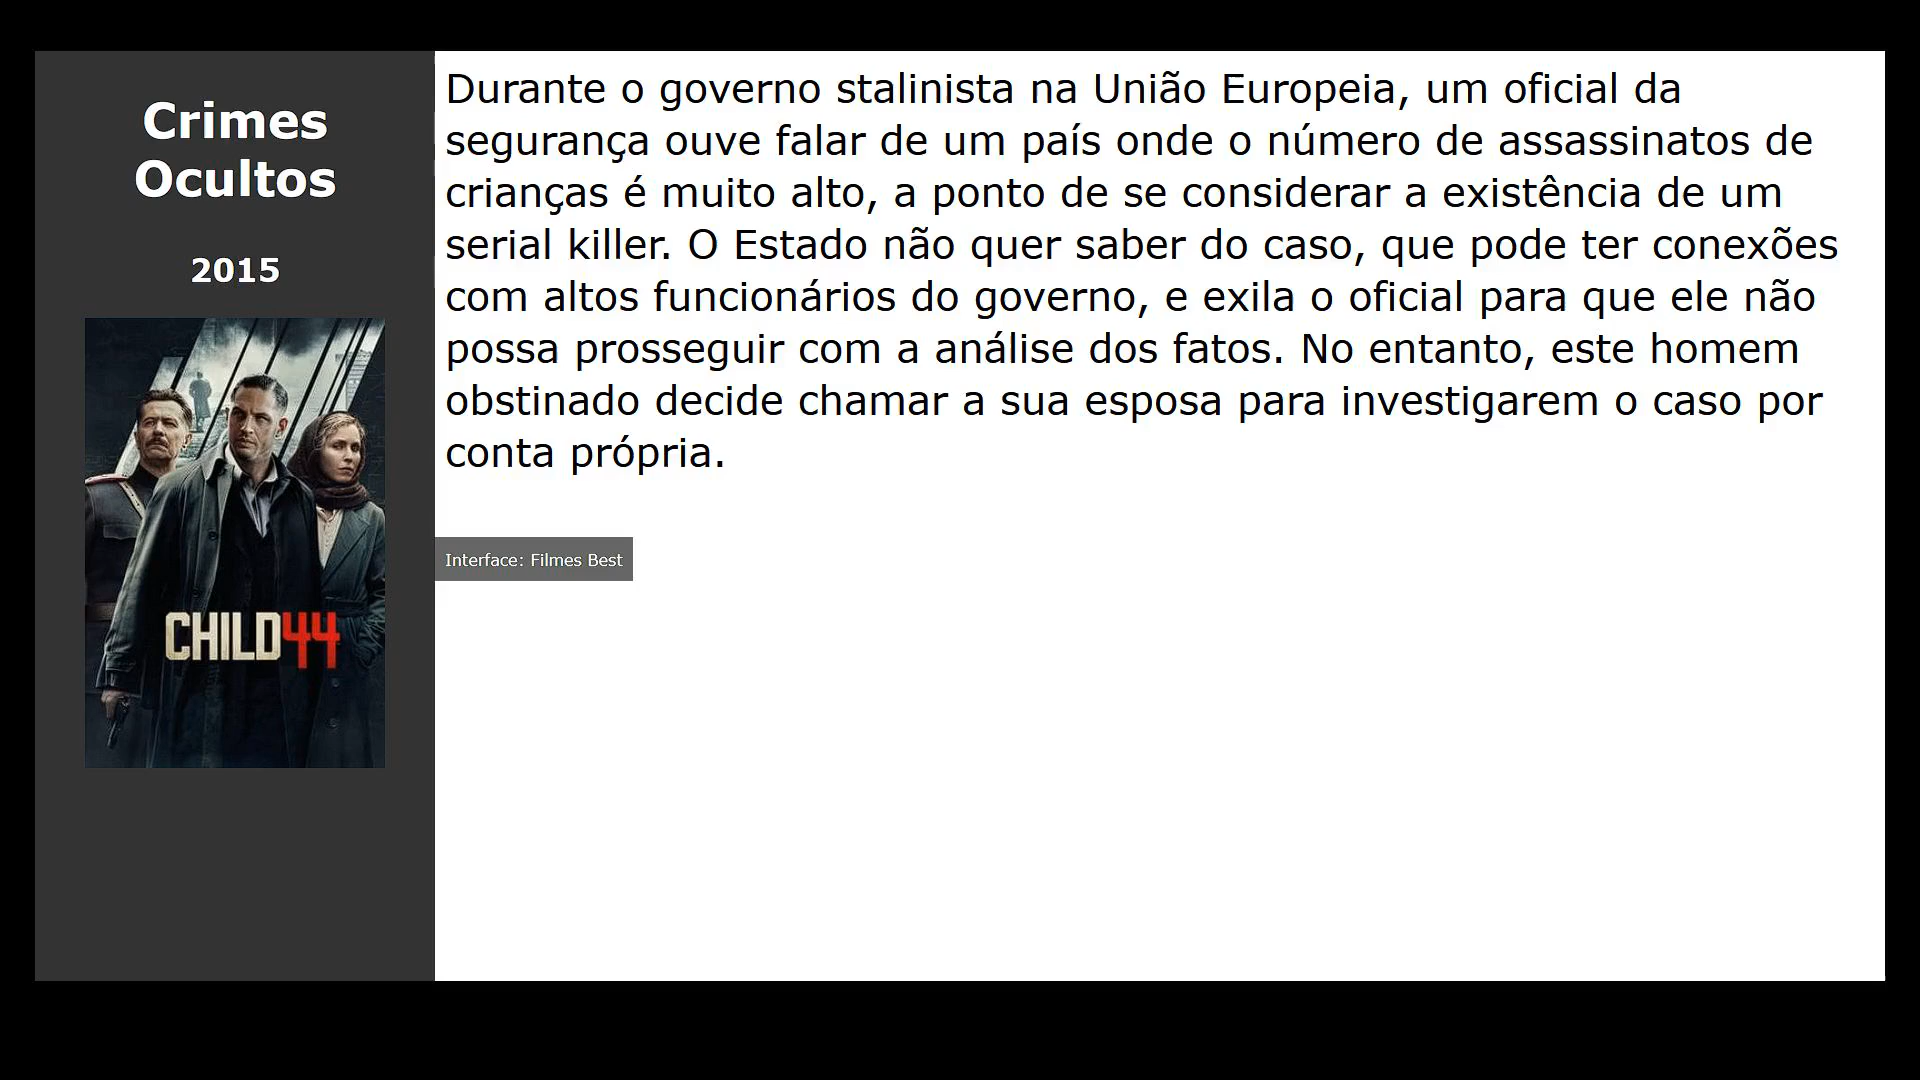 Crimes
Ocultos
2015
CHILD44
Durante o governo stalinista na União Europeia, um oficial da
segurança ouve falar de um país onde o número de assassinatos de
crianças é muito alto, a ponto de se considerar a existência de um
serial killer. O Estado não quer saber do caso, que pode ter conexões
com altos funcionários do governo, e exila o oficial para que ele não
possa prosseguir com a análise dos fatos. No entanto, este homem
obstinado decide chamar a sua esposa para investigarem o caso por
conta própria.
Interface: Filmes Best